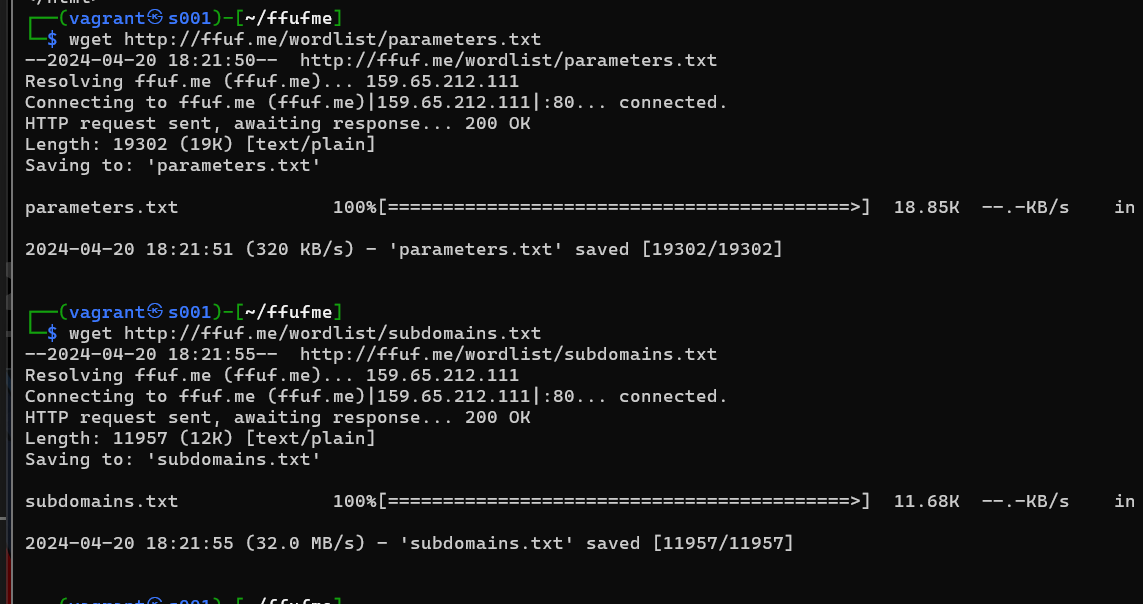 ┌──(vagrant㉿s001)-[~/ffufme]
└─$ wget http://ffuf.me/wordlist/parameters.txt
--2024-04-20 18:21:50--  http://ffuf.me/wordlist/parameters.txt
Resolving ffuf.me (ffuf.me)... 159.65.212.111
Connecting to ffuf.me (ffuf.me)|159.65.212.111|:80... connected.
HTTP request sent, awaiting response... 200 OK
Length: 19302 (19K) [text/plain]
Saving to: 'parameters.txt'
parameters.txt              100%[==========================================>]  18.85K  --.-KB/s    in
2024-04-20 18:21:51 (320 KB/s) - 'parameters.txt' saved [19302/19302]
┌──(vagrant㉿s001)-[~/ffufme]
└─$ wget http://ffuf.me/wordlist/subdomains.txt
--2024-04-20 18:21:55--  http://ffuf.me/wordlist/subdomains.txt
Resolving ffuf.me (ffuf.me)... 159.65.212.111
Connecting to ffuf.me (ffuf.me)|159.65.212.111|:80... connected.
HTTP request sent, awaiting response... 200 OK
Length: 11957 (12K) [text/plain]
Saving to: 'subdomains.txt'
subdomains.txt              100%[==========================================>]  11.68K  --.-KB/s    in
2024-04-20 18:21:55 (32.0 MB/s) - 'subdomains.txt' saved [11957/11957]